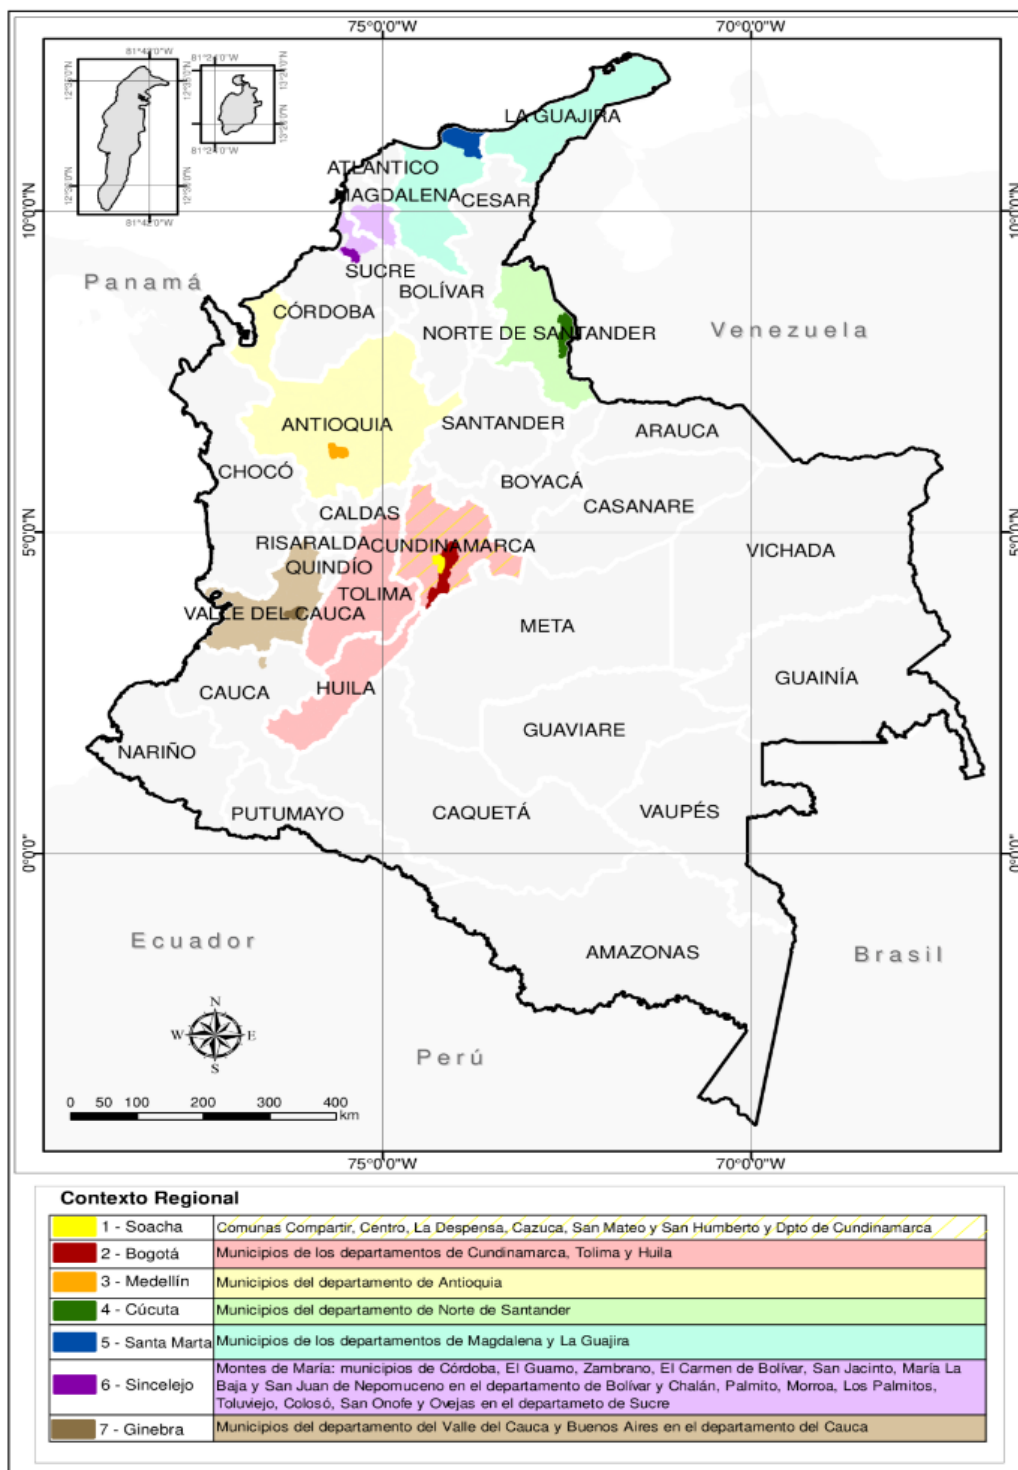 75°0'0"W 70°0'0"W
81°42'0"W
81°42'0"W
LA GUAJIRA
ATLANTICO
MAGDALENA
CESAR
10°0'0"N 10°0'0"N
SUCRE
BOLÍVAR
Panamá
CÓRDOBA
NORTE DE SANTANDER
Venezuela
ANTIOQUIA
SANTANDER
ARAUCA
CHOCÓ
BOYACÁ
CASANARE
CALDAS
5°0'0"N 5°0'0"N
RISARALDA
CUNDINAMARCA
VICHADA
QUINDÍO
TOLIMA
VALLE DEL CAUCA
META
CAUCA
HUILA
GUAINÍA
GUAVIARE
NARIÑO
PUTUMAYO
CAQUETÁ
VAUPÉS
0°0'0" 0°0'0"
Ecuador
AMAZONAS
Brasil
N
W E
S
Perú
0 50 100 200 300 400
km
75°0'0"W 70°0'0"W
Contexto Regional
1 - Soacha Comunas Compartir, Centro, La Despensa, Cazuca, San Mateo y San Humberto y Dpto de Cundinamarca
2 - Bogotá Municipios de los departamentos de Cundinamarca, Tolima y Huila
3 - Medellín Municipios del departamento de Antioquia
4 - Cúcuta Municipios del departamento de Norte de Santander
5 - Santa Marta Municipios de los departamentos de Magdalena y La Guajira
6 - Sincelejo Montes de María: municipios de Córdoba, El Guamo, Zambrano, El Carmen de Bolívar, San Jacinto, María La
Baja y San Juan de Nepomuceno en el departamento de Bolívar y Chalán, Palmito, Morroa, Los Palmitos,
Toluviejo, Colosó, San Onofe y Ovejas en el departameto de Sucre
7 - Ginebra Municipios del departamento del Valle del Cauca y Buenos Aires en el departamento del Cauca